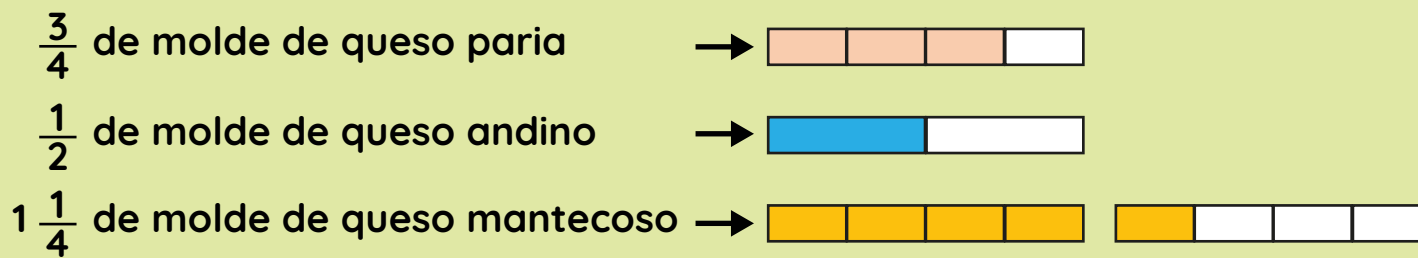 3/4 de molde de queso paria
1/2 de molde de queso andino
1 1/4 de molde de queso mantecoso